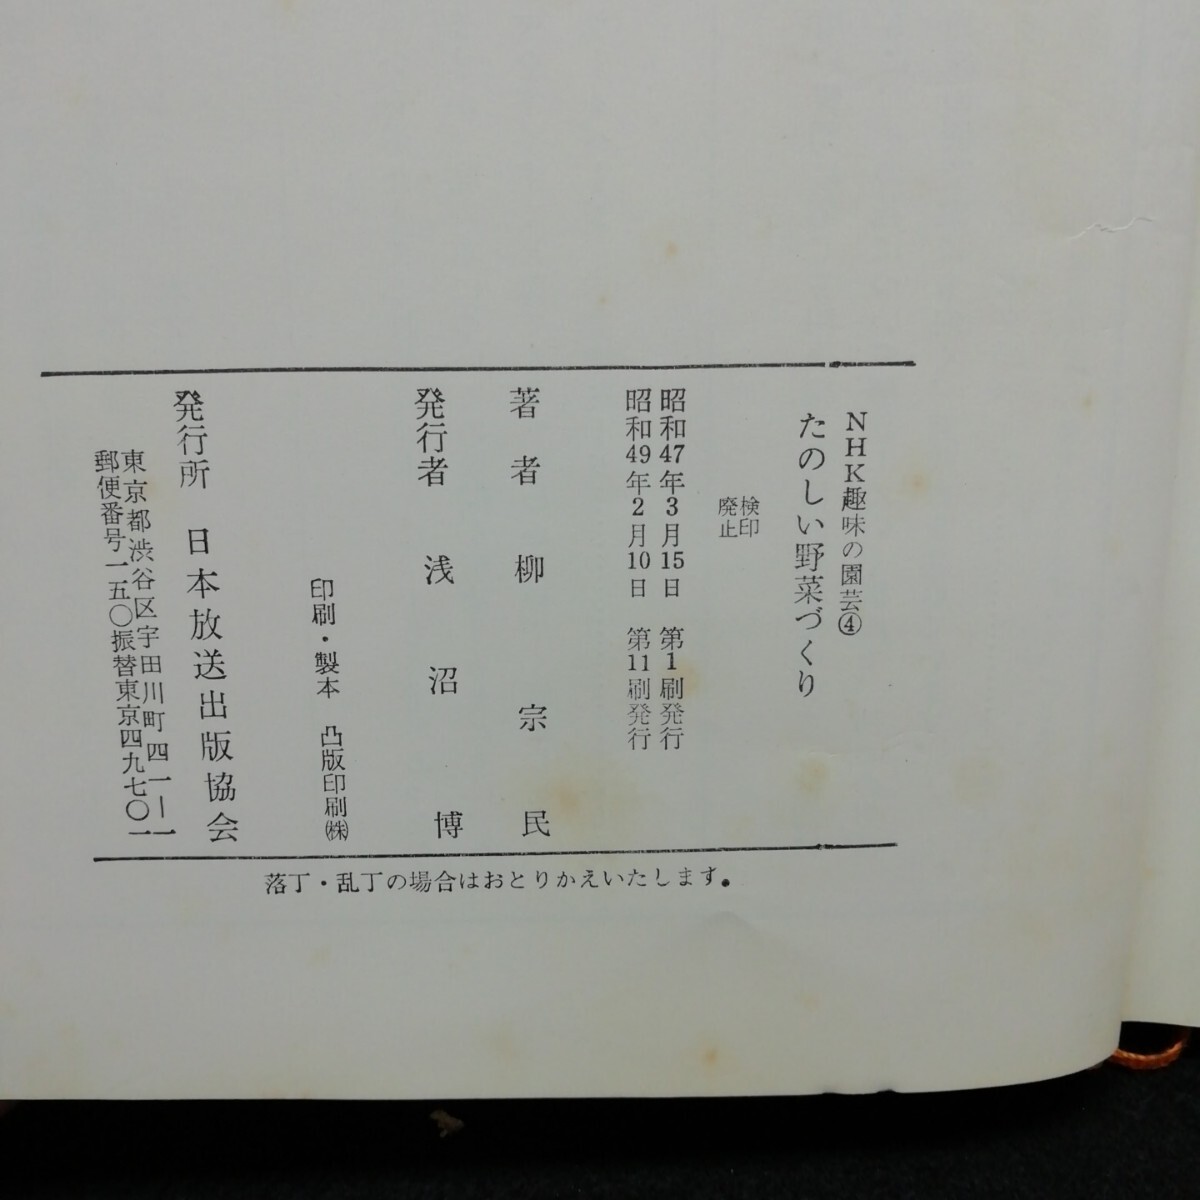 NHK趣味の園芸④
たのしい野菜づくり
検印
廃止
昭和47年3月15日 第1刷発行
昭和49年2月10日 第11刷発行
著者 柳宗民
発行者 浅沼博
印刷・製本 凸版印刷㈱
発行所 日本放送出版協会
東京都渋谷区宇田川町四一-一
郵便番号一五〇振替東京四九七〇一
落丁・乱丁の場合はおとりかえいたします。